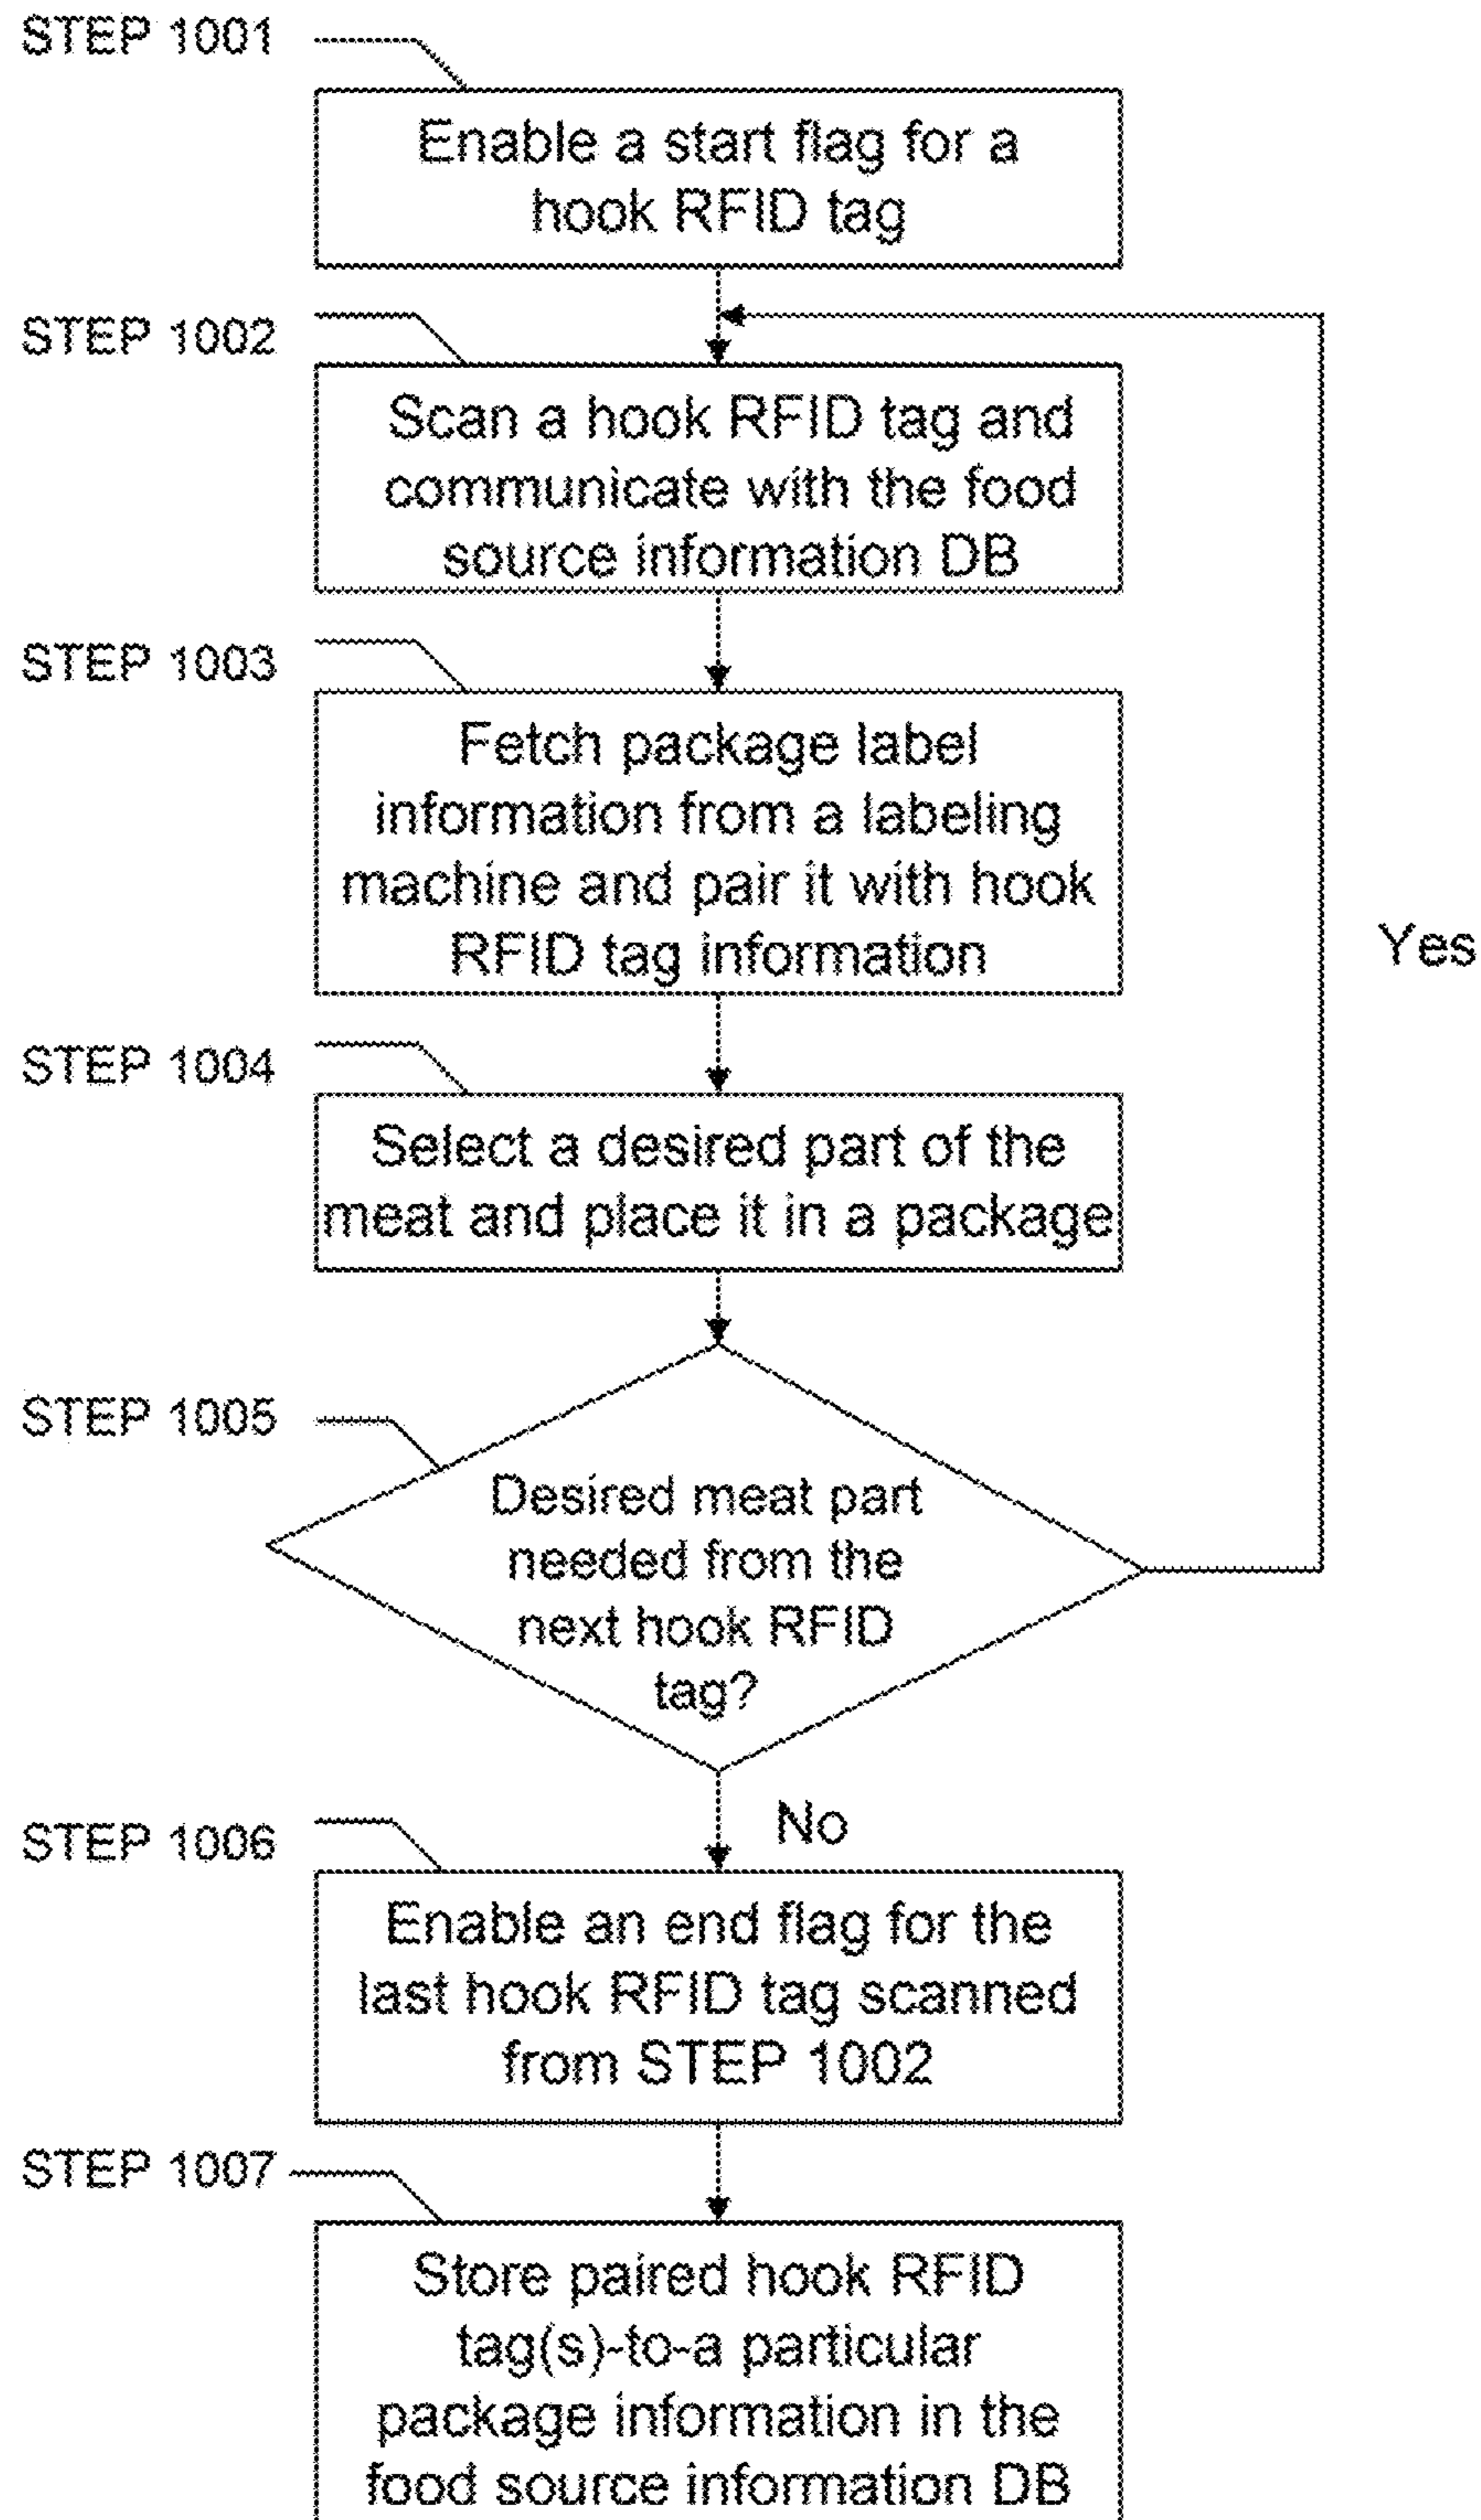 STEP 1001
Enable a start flag for a
hook RFID tag
STEP 1002
Scan a hook RFID tag and
communicate with the food
source information DB
STEP 1003
Fetch package label
information from a labeling
machine and pair it with hook
RFID tag information
Yes
STEP 1004
Select a desired part of the
meat and place it in a package
STEP 1005
Desired meat part
needed from the
next hook RFID
tag?
No
STEP 1006
Enable an end flag for the
last hook RFID tag scanned
from STEP 1002
STEP 1007
Store paired hook RFID
tag(s)-to-a particular
package information in the
food source information DB